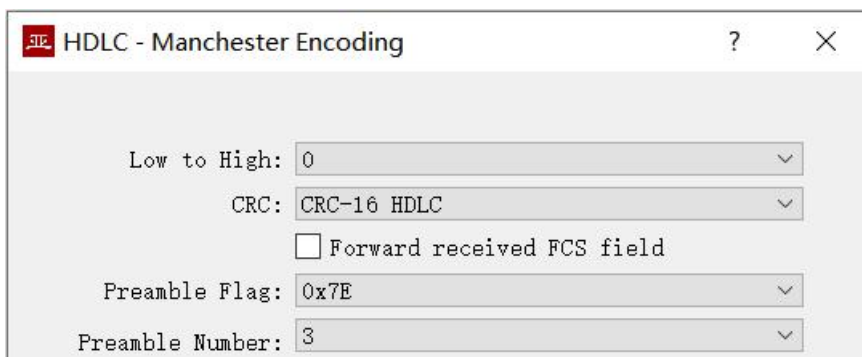 HDLC - Manchester Encoding ? ×
Low to High: 0
CRC: CRC-16 HDLC
Forward received FCS field
Preamble Flag: 0x7E
Preamble Number: 3